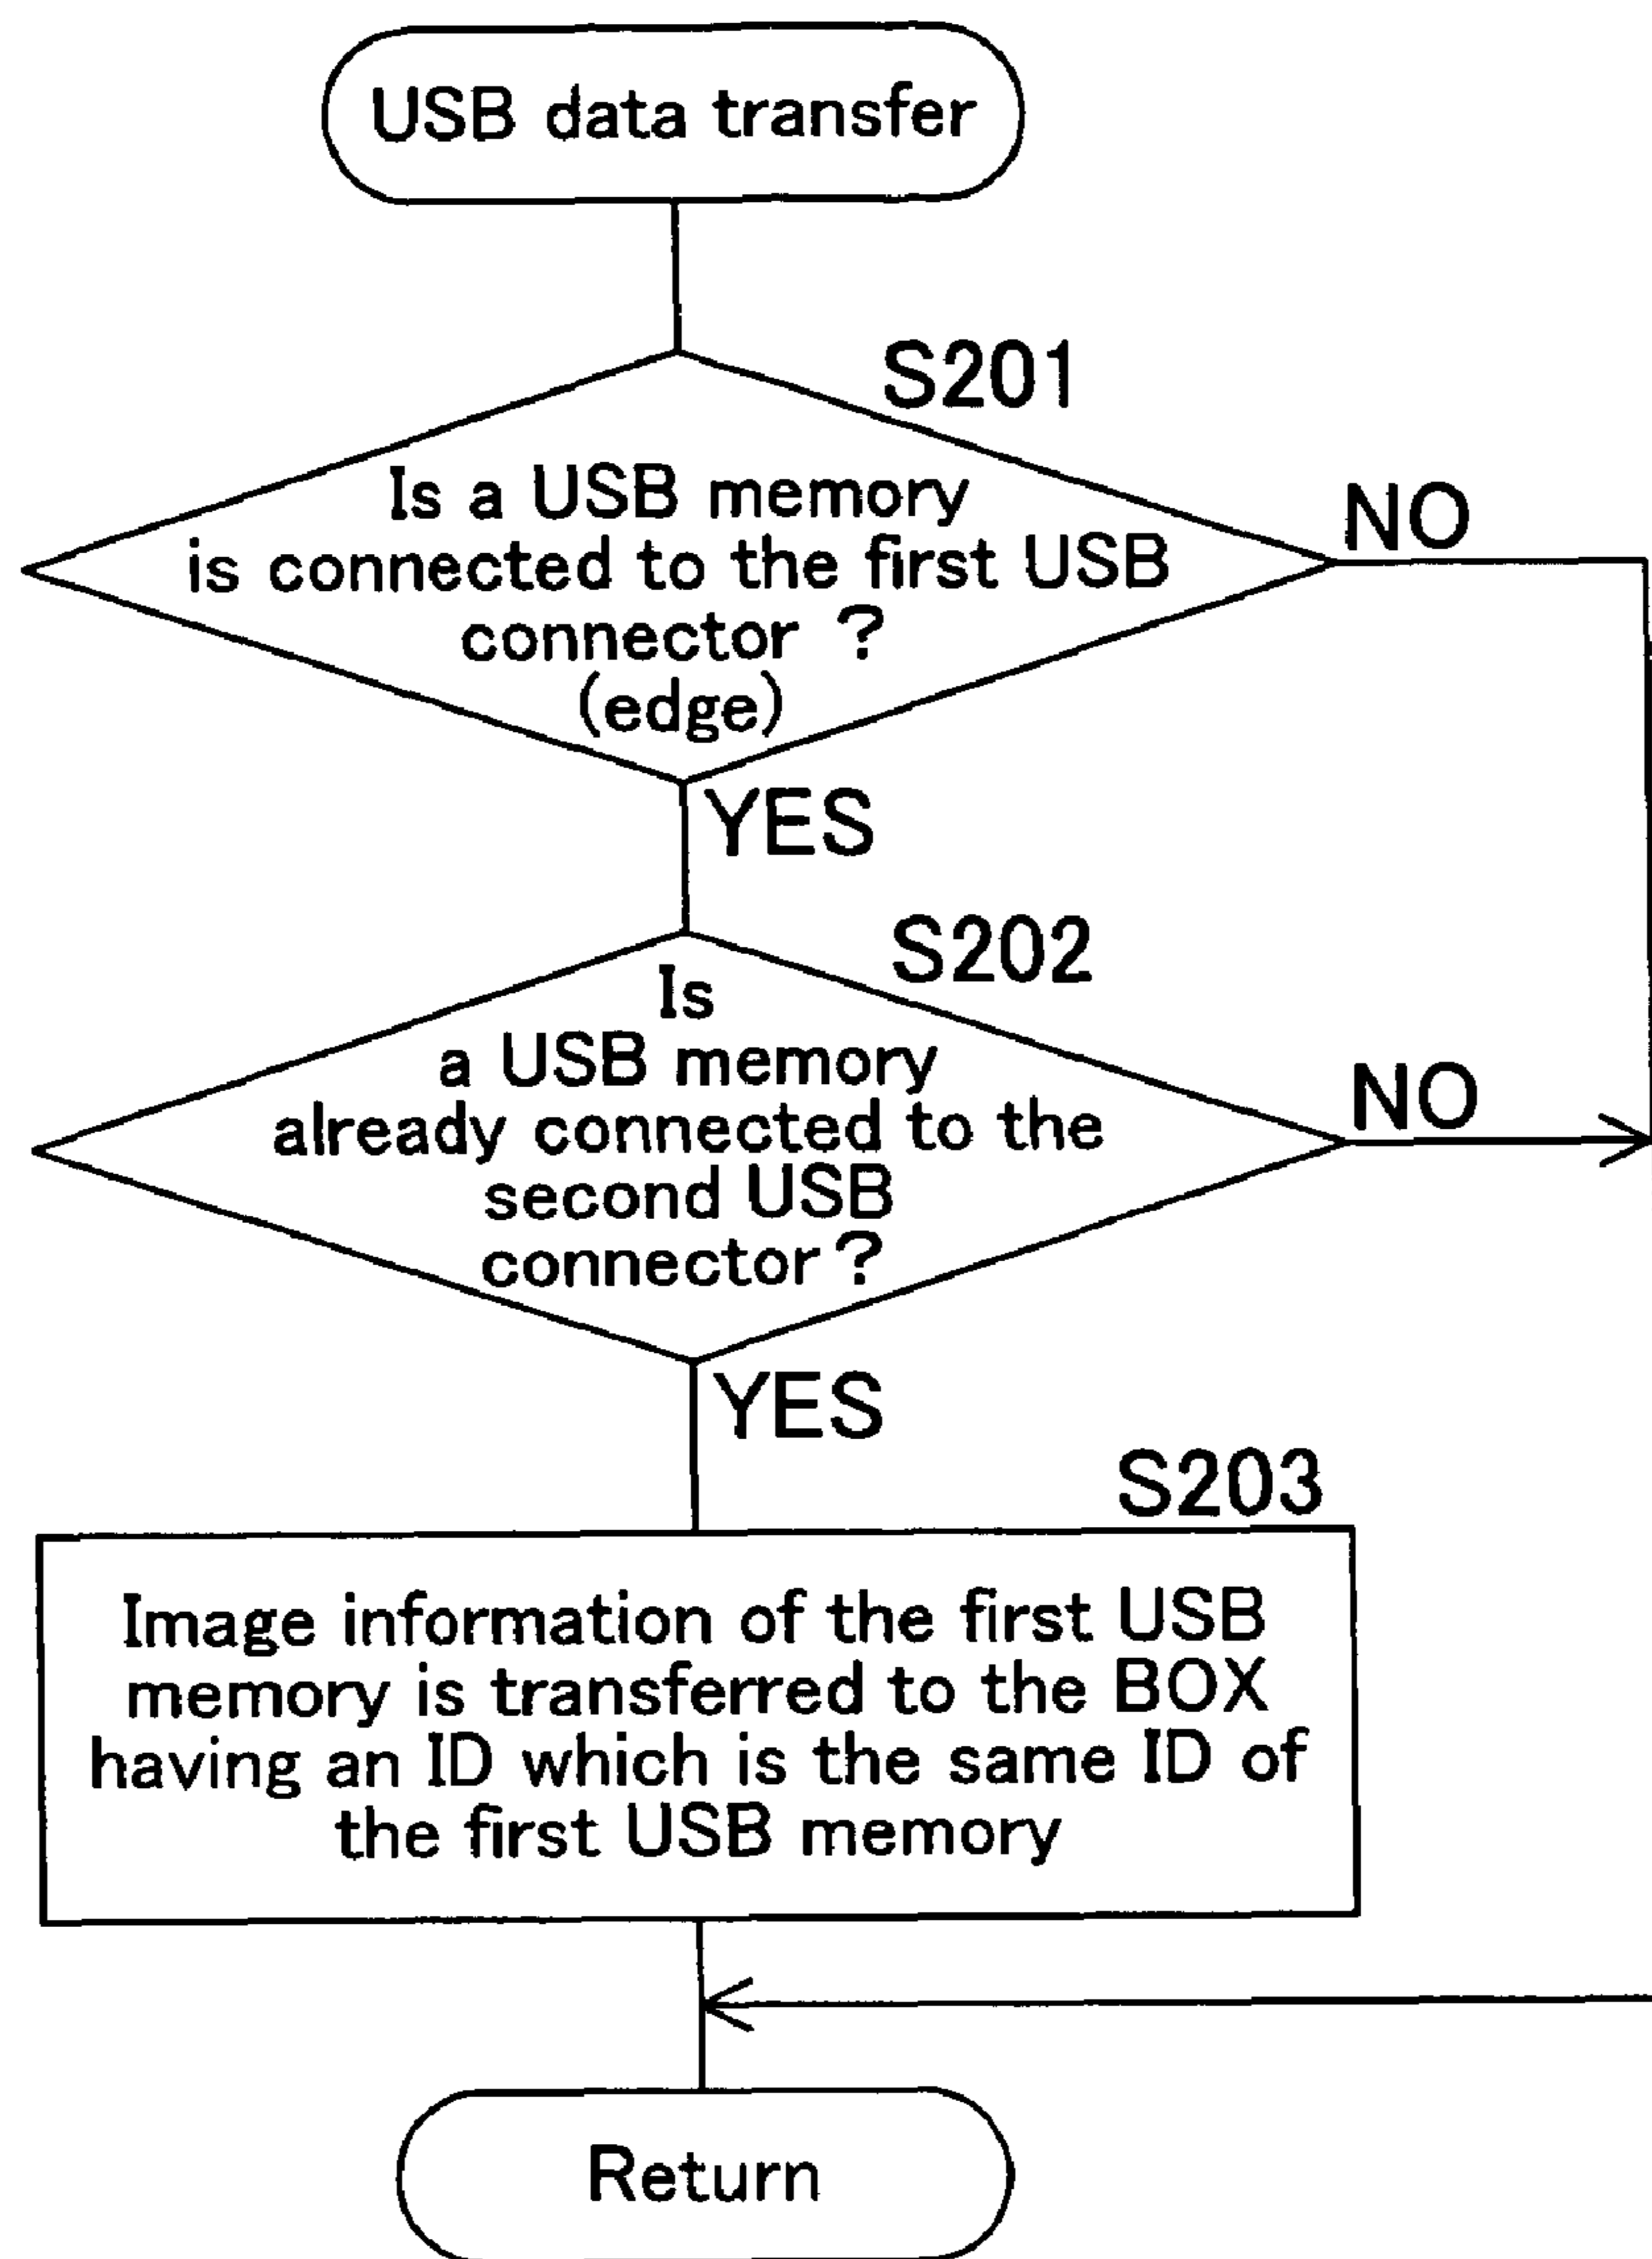 USB data transfer
S201
Is a USB memory
is connected to the first USB
connector ?
(edge)
NO
YES
S202
Is
a USB memory
already connected to the
second USB
connector ?
NO
YES
S203
Image information of the first USB
memory is transferred to the BOX
having an ID which is the same ID of
the first USB memory
Return